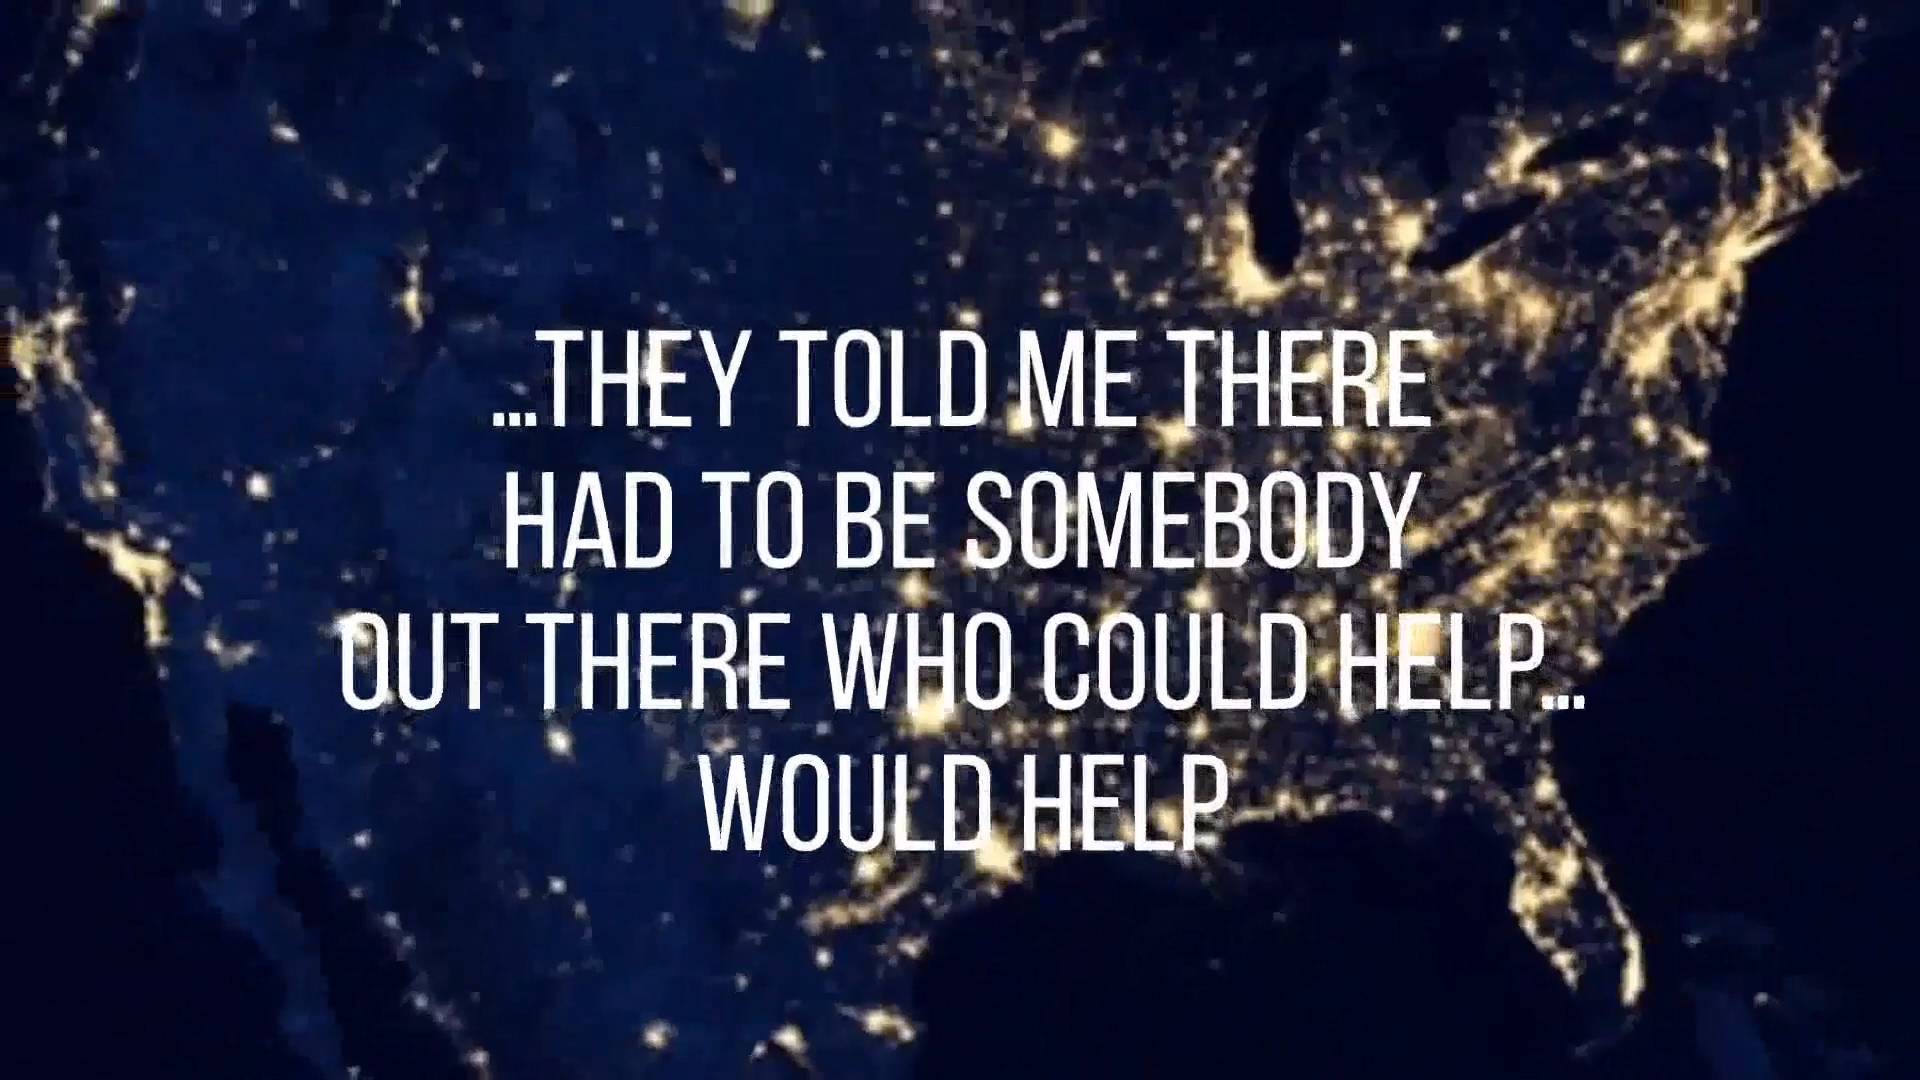 ...THEY TOLD ME THERE
HAD TO BE SOMEBODY
OUT THERE WHO COULD HELP...
WOULD HELP